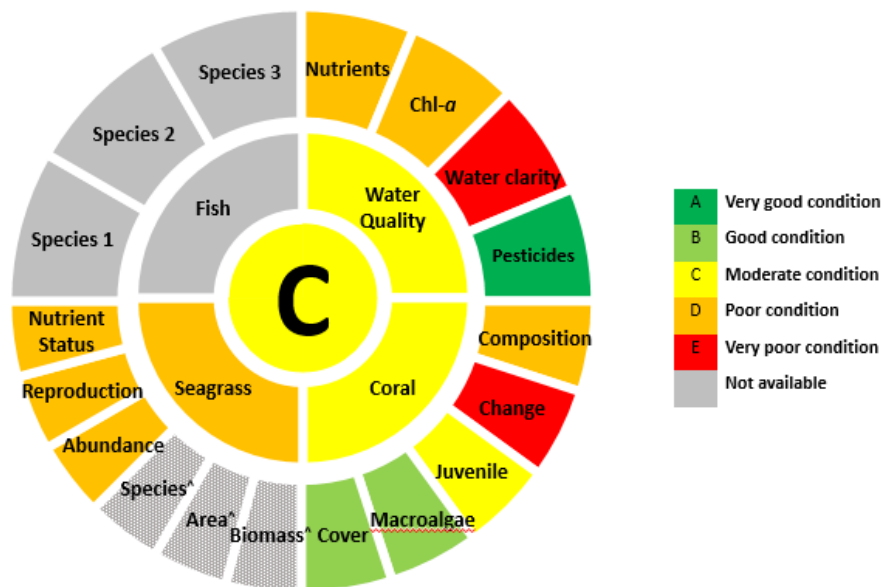 Species 3
Nutrients
Chl-a
Species 2
Water clarity
Water
Quality
Fish
Species 1
Pesticides
C
Nutrient
Status
Composition
Reproduction
Seagrass
Coral
Change
Abundance
Juvenile
Species^
Area^
Biomass^
Cover
Macroalgae
A Very good condition
B Good condition
C Moderate condition
D Poor condition
E Very poor condition
Not available